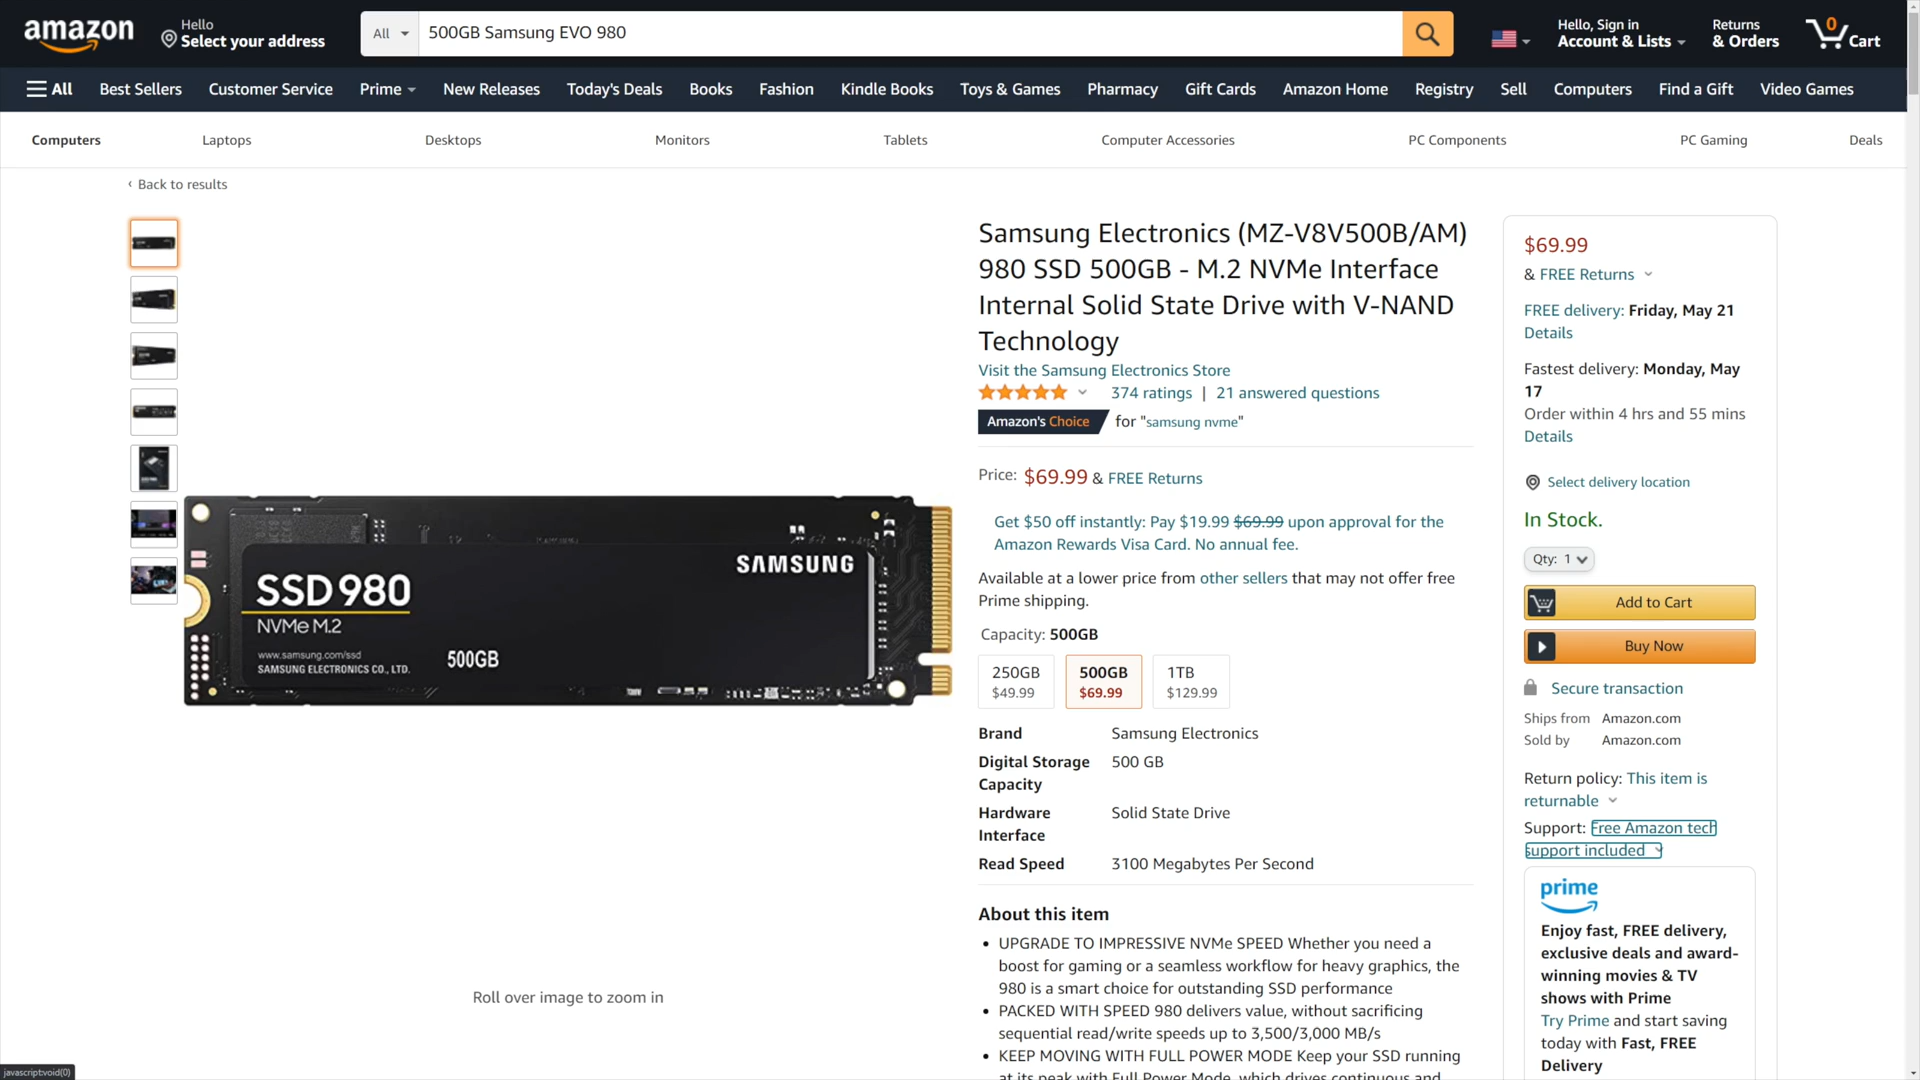 amazon
Hello
Select your address
All
500GB Samsung EVO 980
Hello, Sign in
Account & Lists
Returns
& Orders
0
Cart
All
Best Sellers
Customer Service
Prime
New Releases
Today's Deals
Books
Fashion
Kindle Books
Toys & Games
Pharmacy
Gift Cards
Amazon Home
Registry
Sell
Computers
Find a Gift
Video Games
Computers
Laptops
Desktops
Monitors
Tablets
Computer Accessories
PC Components
PC Gaming
Deals
‹ Back to results
SAMSUNG
SSD 980
NVMe M.2
www.samsung.com/ssd
SAMSUNG ELECTRONICS CO., LTD.
500GB
Roll over image to zoom in
Samsung Electronics (MZ-V8V500B/AM)
980 SSD 500GB - M.2 NVMe Interface
Internal Solid State Drive with V-NAND
Technology
Visit the Samsung Electronics Store
374 ratings | 21 answered questions
Amazon's Choice for "samsung nvme"
Price: $69.99 & FREE Returns
Get $50 off instantly: Pay $19.99 $69.99 upon approval for the
Amazon Rewards Visa Card. No annual fee.
Available at a lower price from other sellers that may not offer free
Prime shipping.
Capacity: 500GB
250GB
$49.99
500GB
$69.99
1TB
$129.99
Brand Samsung Electronics
Digital Storage 500 GB
Capacity
Hardware Solid State Drive
Interface
Read Speed 3100 Megabytes Per Second
About this item
• UPGRADE TO IMPRESSIVE NVMe SPEED Whether you need a
boost for gaming or a seamless workflow for heavy graphics, the
980 is a smart choice for outstanding SSD performance
• PACKED WITH SPEED 980 delivers value, without sacrificing
sequential read/write speeds up to 3,500/3,000 MB/s
• KEEP MOVING WITH FULL POWER MODE Keep your SSD running
at its peak with Full Power Mode, which drives continuous and
$69.99
& FREE Returns
FREE delivery: Friday, May 21
Details
Fastest delivery: Monday, May
17
Order within 4 hrs and 55 mins
Details
Select delivery location
In Stock.
Qty: 1
Add to Cart
Buy Now
Secure transaction
Ships from Amazon.com
Sold by Amazon.com
Return policy: This item is
returnable
Support: Free Amazon tech
support included
prime
Enjoy fast, FREE delivery,
exclusive deals and award-
winning movies & TV
shows with Prime
Try Prime and start saving
today with Fast, FREE
Delivery
javascript:void(0)